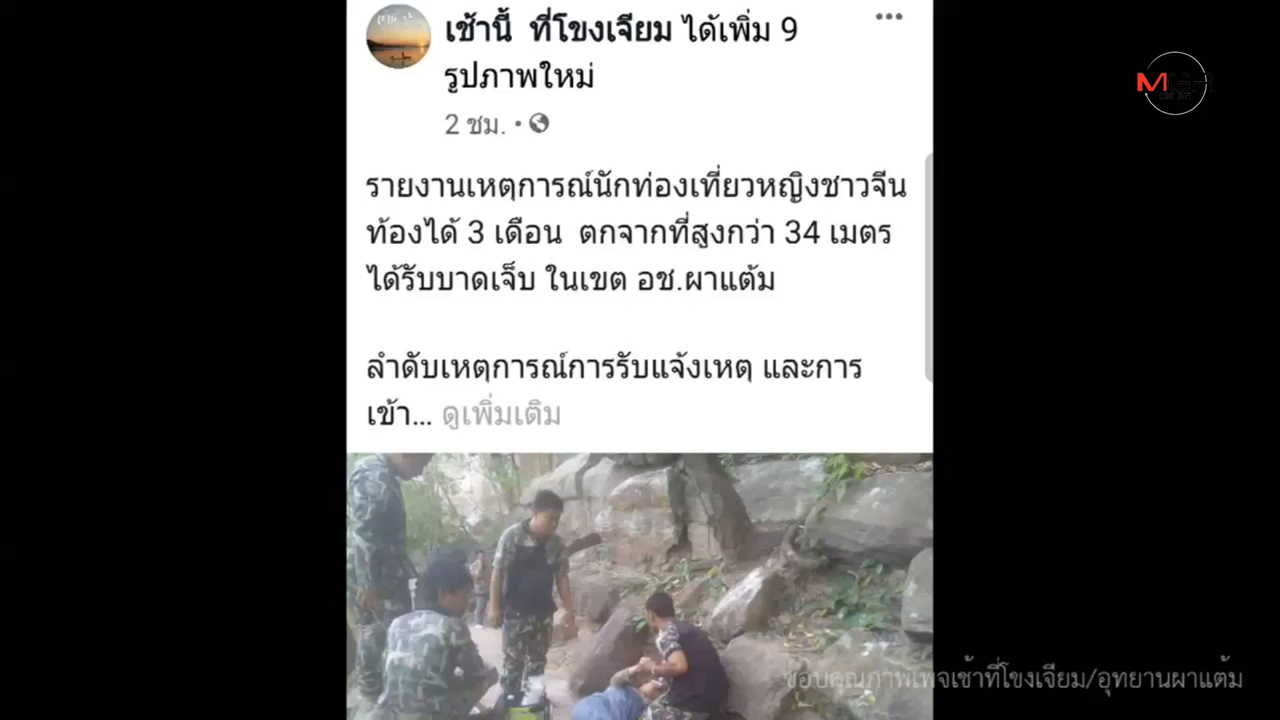 เช้านี้ ที่โขงเจียม ได้เพิ่ม 9
รูปภาพใหม่
2 ชม. •
รายงานเหตุการณ์นักท่องเที่ยวหญิงชาวจีน
ท้องได้ 3 เดือน ตกจากที่สูงกว่า 34 เมตร
ได้รับบาดเจ็บ ในเขต อช.ผาแต้ม
ลำดับเหตุการณ์การรับแจ้งเหตุ และการ
เข้า... ดูเพิ่มเติม
MGR
ONLINE
ขอบคุณภาพเพจเช้าที่โขงเจียม/อุทยานผาแต้ม